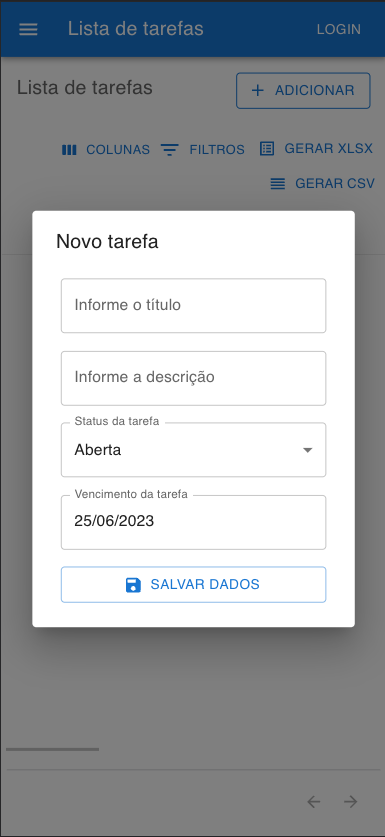 Lista de tarefas
LOGIN
Lista de tarefas
ADICIONAR
COLUNAS
FILTROS
GERAR XLSX
GERAR CSV
Novo tarefa
Informe o título
Informe a descrição
Status da tarefa
Aberta
Vencimento da tarefa
25/06/2023
SALVAR DADOS